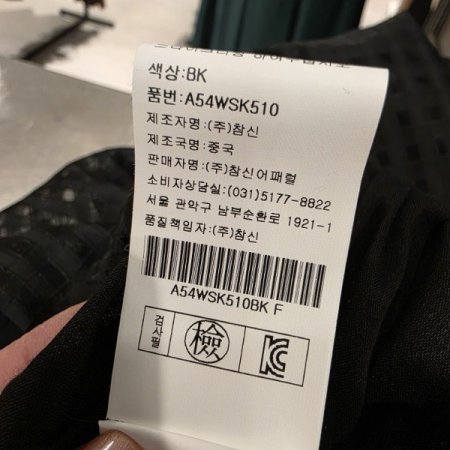 색상:BK
품번:A54WSK510
제조자명:(주)참신
제조국명:중국
판매자명:(주)참신어패럴
소비자상담실:(031)5177-8822
서울 관악구 남부순환로 1921-1
품질책임자:(주)참신
A54WSK510BK F
검사필 檢 KC